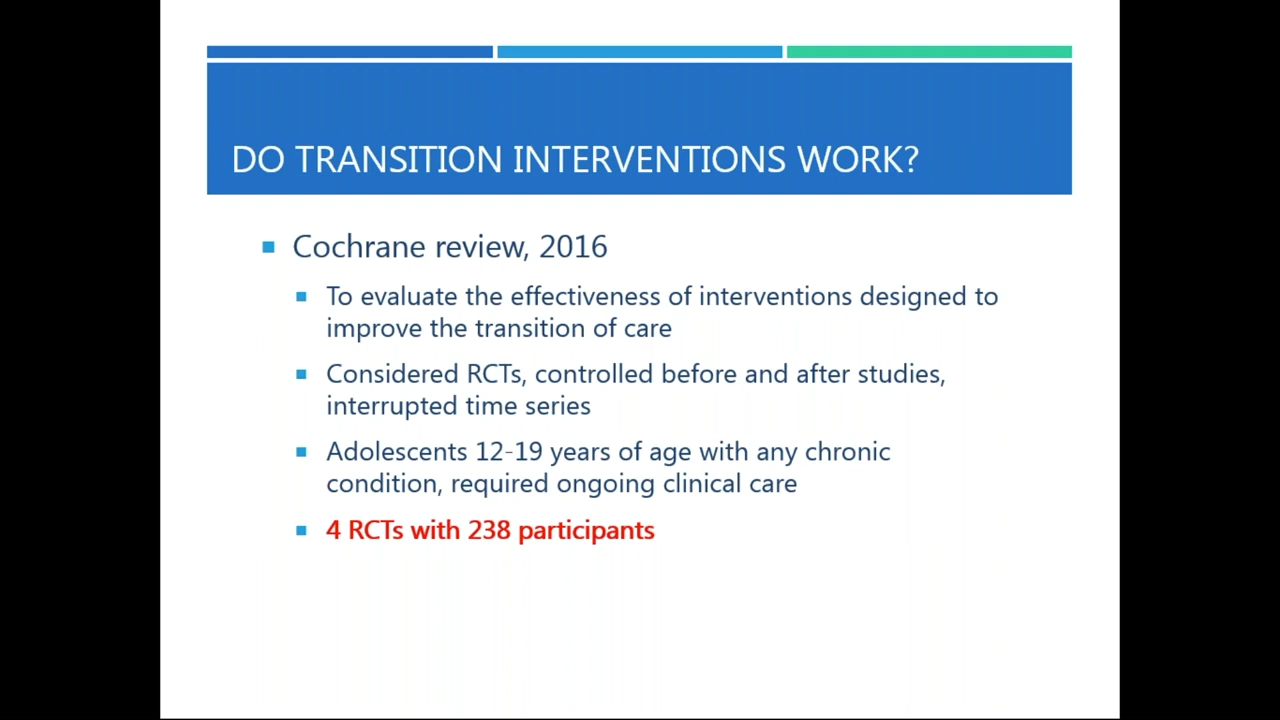 DO TRANSITION INTERVENTIONS WORK?
Cochrane review, 2016
To evaluate the effectiveness of interventions designed to
improve the transition of care
Considered RCTs, controlled before and after studies,
interrupted time series
Adolescents 12-19 years of age with any chronic
condition, required ongoing clinical care
4 RCTs with 238 participants